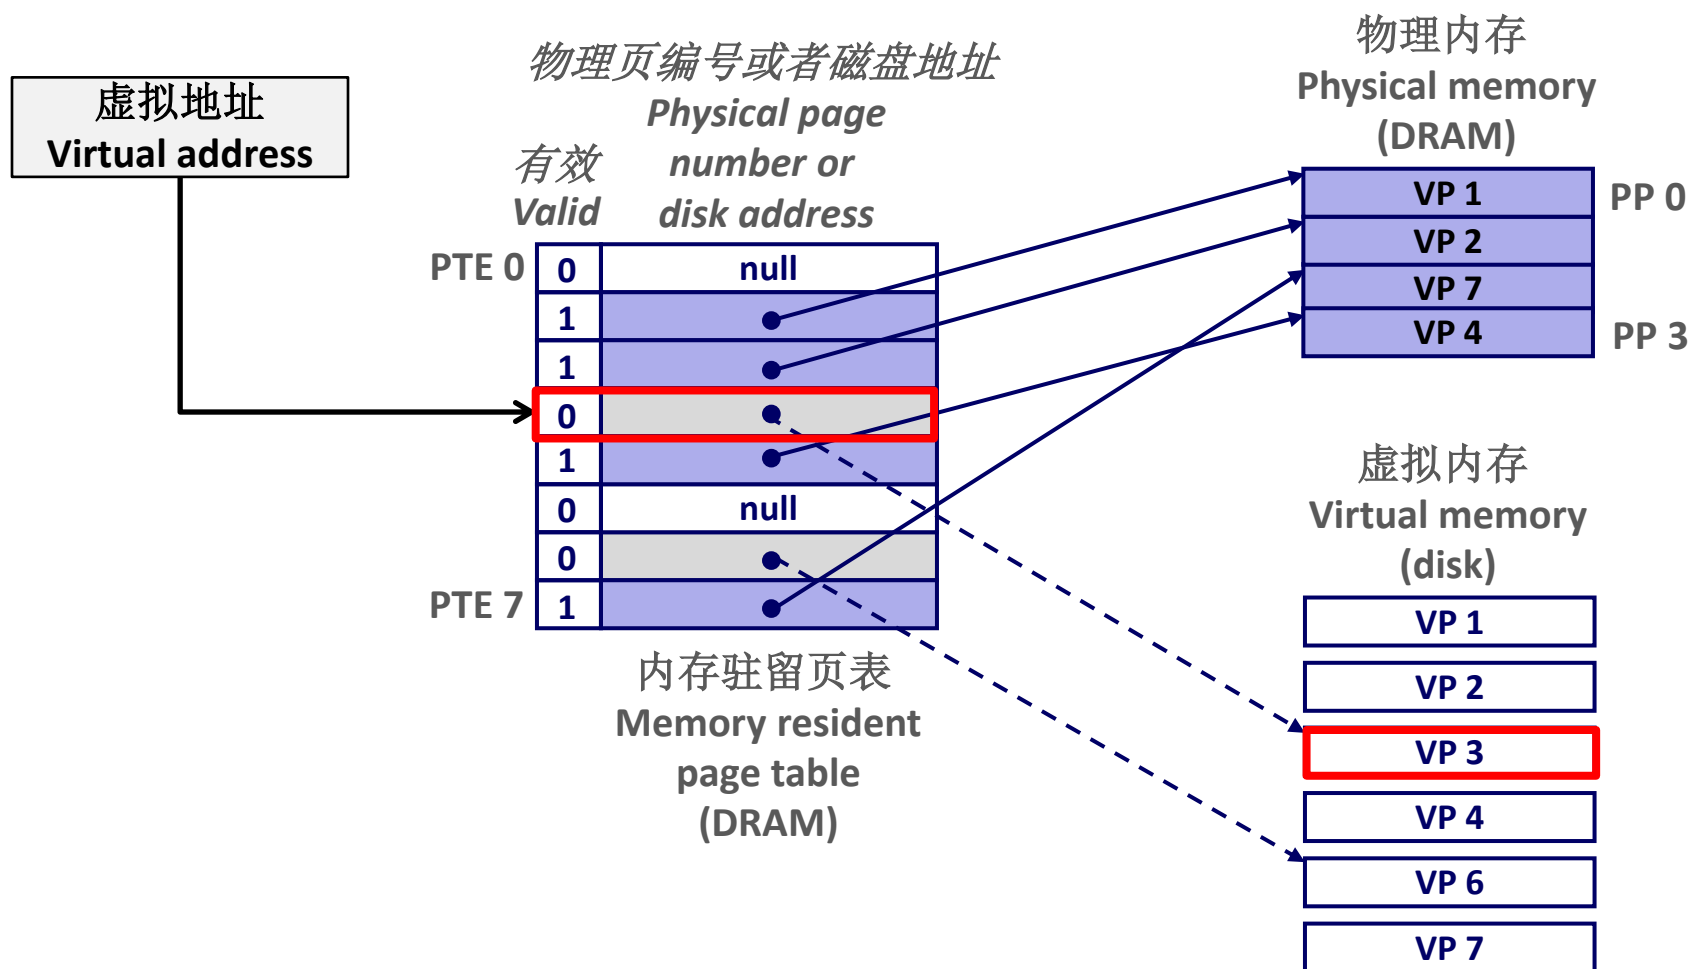 虚拟地址
Virtual address
物理页编号或者磁盘地址
Physical page
number or
disk address
有效
Valid
PTE 0
0
null
1
1
0
1
0
null
0
PTE 7
1
内存驻留页表
Memory resident
page table
(DRAM)
物理内存
Physical memory
(DRAM)
VP 1
PP 0
VP 2
VP 7
VP 4
PP 3
虚拟内存
Virtual memory
(disk)
VP 1
VP 2
VP 3
VP 4
VP 6
VP 7